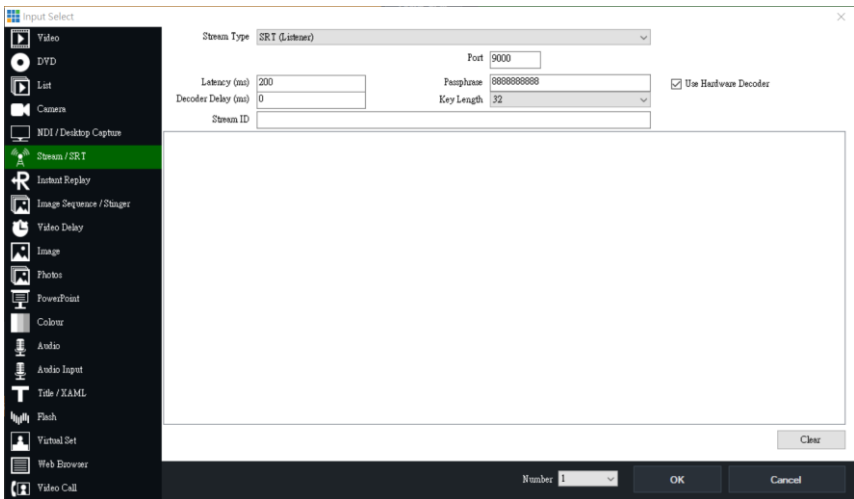 Input Select
Video
DVD
List
Camera
NDI / Desktop Capture
Stream / SRT
Instant Replay
Image Sequence / Stinger
Video Delay
Image
Photos
PowerPoint
Colour
Audio
Audio Input
Title / XAML
Flash
Virtual Set
Web Browser
Video Call
Stream Type SRT (Listener)
Port 9000
Latency (ms) 200 Passphrase 8888888888 Use Hardware Decoder
Decoder Delay (ms) 0 Key Length 32
Stream ID
Clear
Number 1 OK Cancel